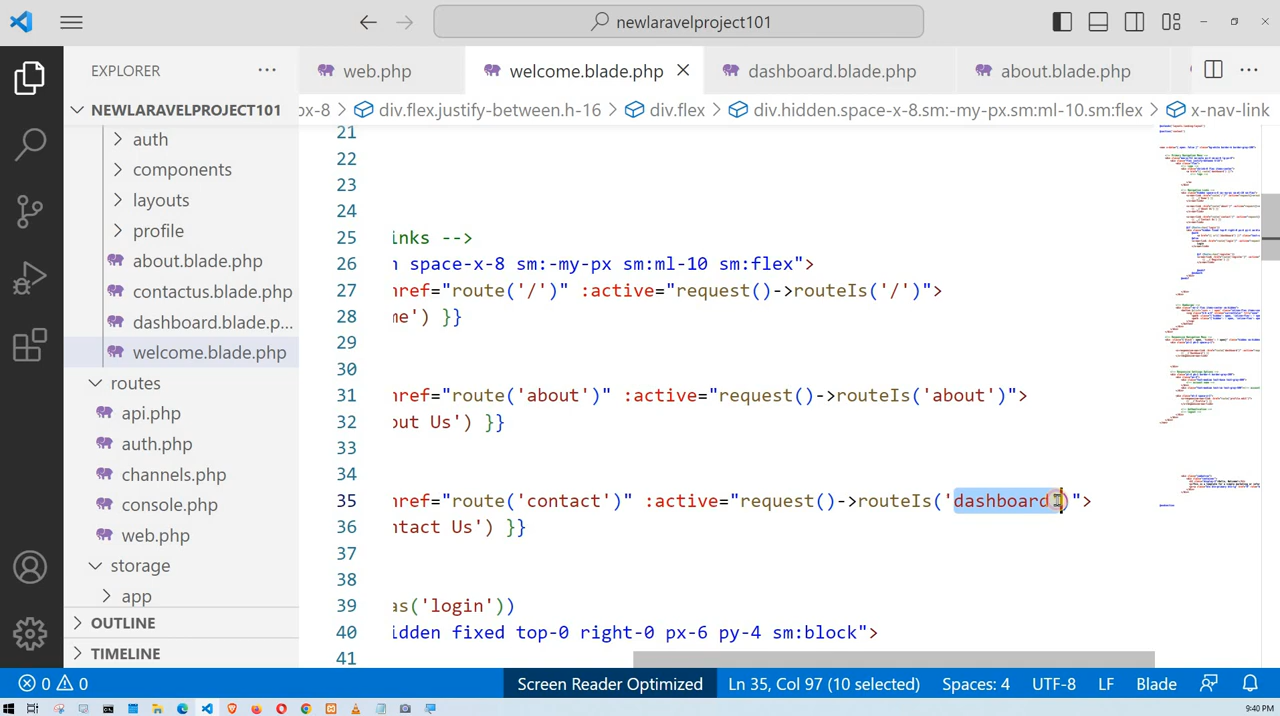 newlaravelproject101
EXPLORER
web.php
welcome.blade.php
dashboard.blade.php
about.blade.php
NEWLARAVELPROJECT101
px-8 > div.flex.justify-between.h-16 > div.flex > div.hidden.space-x-8.sm:-my-px.sm:ml-10.sm:flex > x-nav-link
auth
components
layouts
profile
about.blade.php
contactus.blade.php
dashboard.blade.p...
welcome.blade.php
routes
api.php
auth.php
channels.php
console.php
web.php
storage
app
OUTLINE
TIMELINE
21
22
23
24
25 inks -->
26 space-x-8 sm:-my-px sm:ml-10 sm:flex">
27 href="route('/')" :active="request()->routeIs('/')">
28 me') }}
29
30
31 href="route('about')" :active="request()->routeIs('about')">
32 out Us') }}
33
34
35 href="route('contact')" :active="request()->routeIs('dashboard')">
36 ntact Us') }}
37
38
39 as('login'))
40 idden fixed top-0 right-0 px-6 py-4 sm:block">
41
0 0
Screen Reader Optimized
Ln 35, Col 97 (10 selected)
Spaces: 4
UTF-8
LF
Blade
9:40 PM